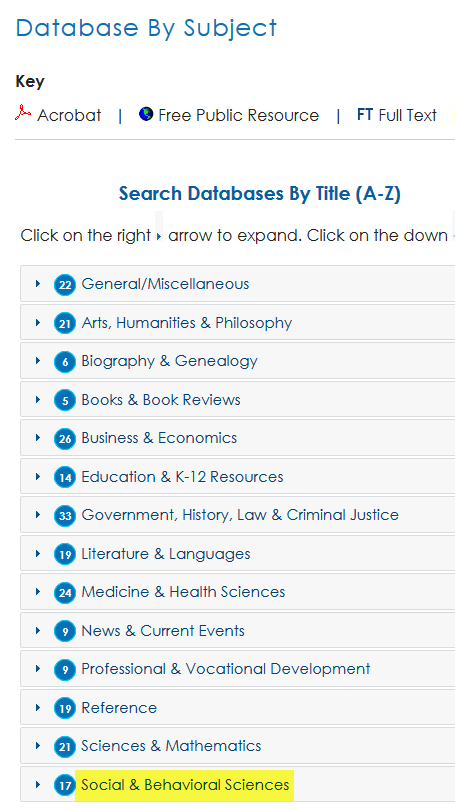 Database By Subject
Key
Acrobat | Free Public Resource | FT Full Text
Search Databases By Title (A-Z)
Click on the right arrow to expand. Click on the down
22 General/Miscellaneous
21 Arts, Humanities & Philosophy
6 Biography & Genealogy
5 Books & Book Reviews
26 Business & Economics
14 Education & K-12 Resources
33 Government, History, Law & Criminal Justice
19 Literature & Languages
24 Medicine & Health Sciences
9 News & Current Events
9 Professional & Vocational Development
19 Reference
21 Sciences & Mathematics
17 Social & Behavioral Sciences